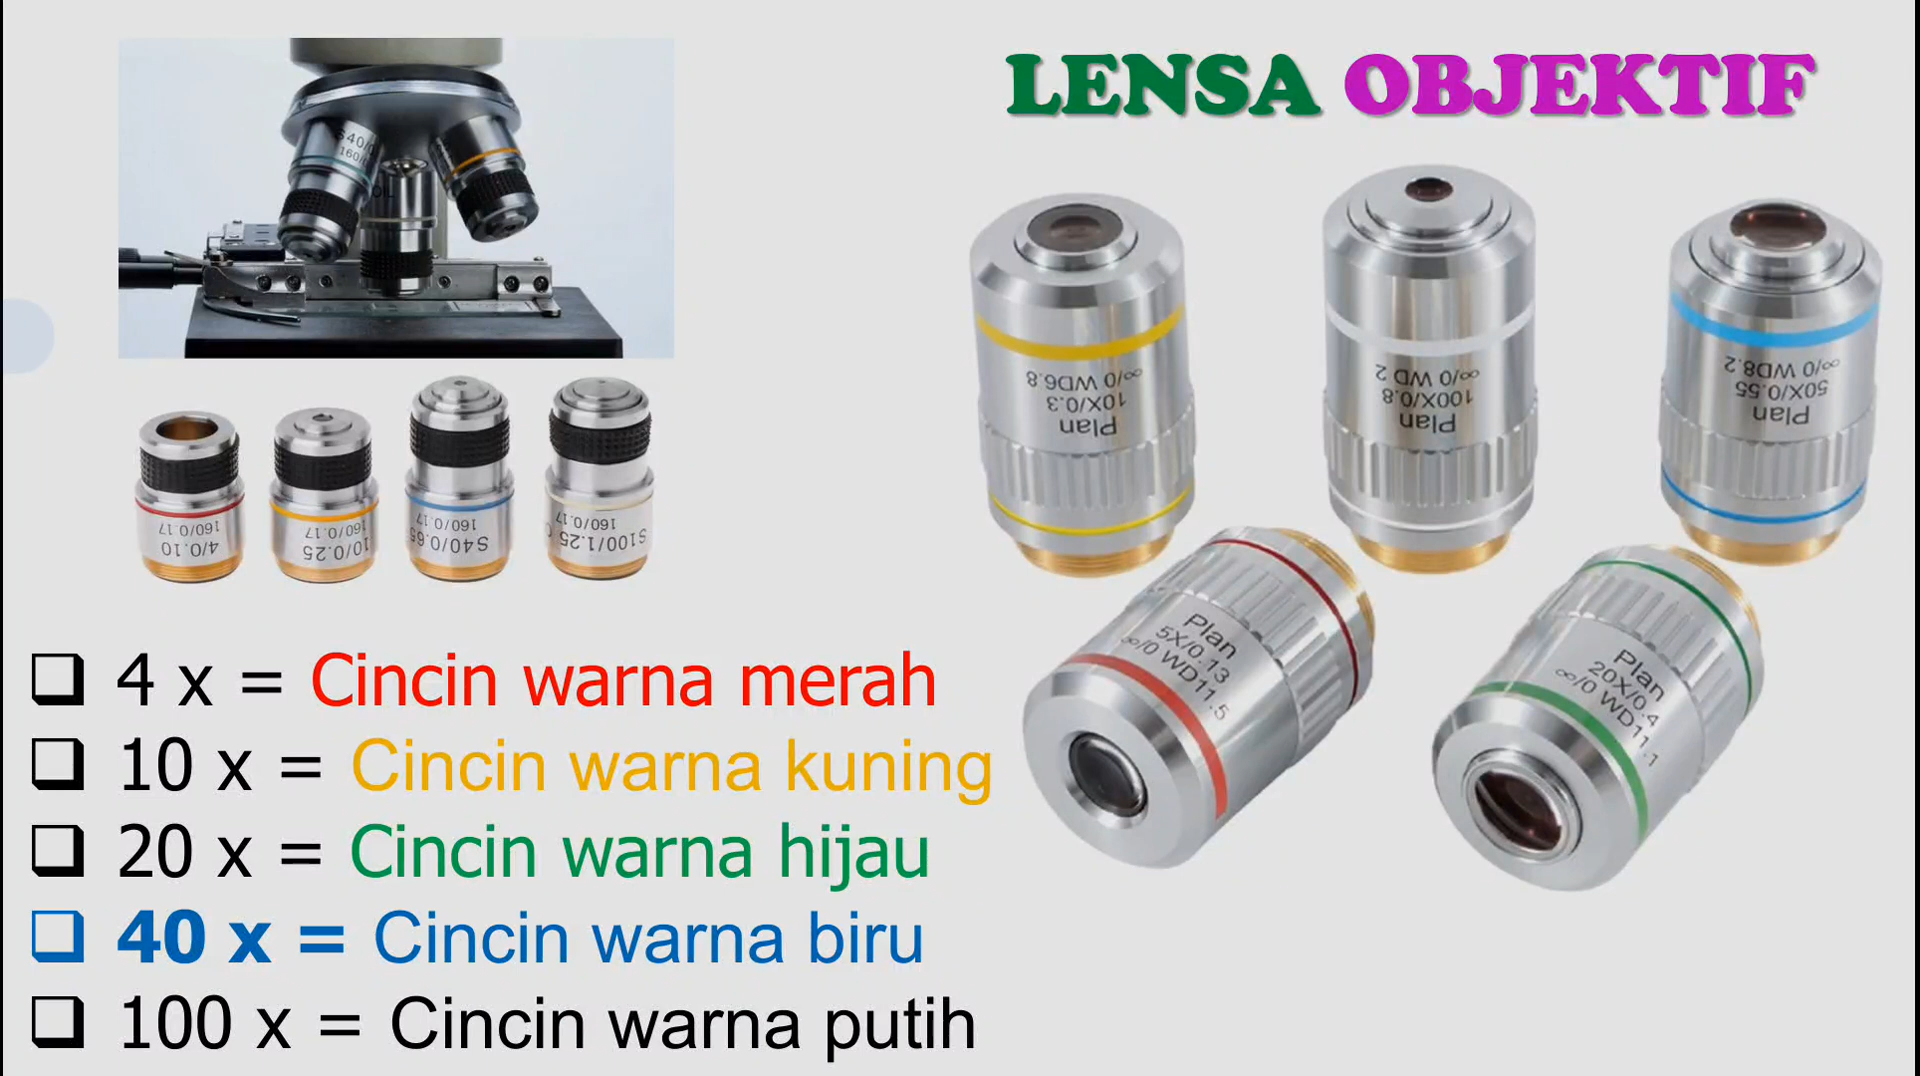 LENSA OBJEKTIF
S40/0
160/0
4/0.10
160/0.17
10/0.25
160/0.17
S40/0.65
160/0.17
S100/1.25
160/0.17
Plan
10X/0.3
∞/0 WD6.8
Plan
100X/0.8
∞/0 WD 2
Plan
50X/0.55
∞/0 WD8.2
Plan
5X/0.13
∞/0 WD11.5
Plan
20X/0.4
∞/0 WD11.1
❑ 4 x = Cincin warna merah
❑ 10 x = Cincin warna kuning
❑ 20 x = Cincin warna hijau
❑ 40 x = Cincin warna biru
❑ 100 x = Cincin warna putih